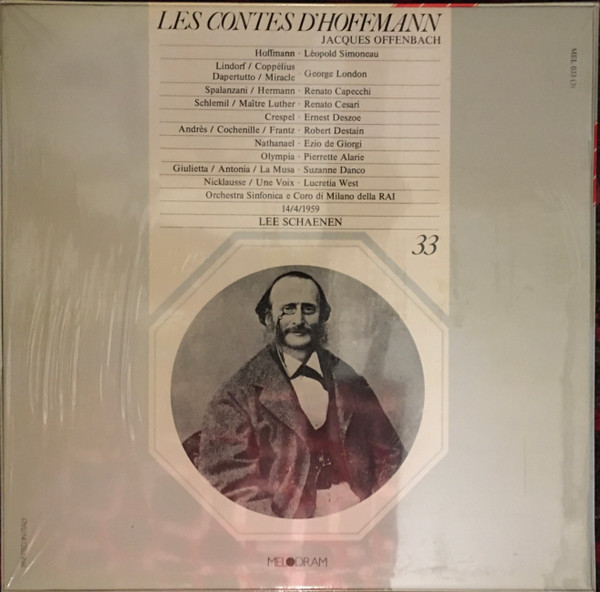 LES CONTES D'HOFFMANN
JACQUES OFFENBACH
Hoffmann · Léopold Simoneau
Lindorf / Coppélius
Dapertutto / Miracle · George London
Spalanzani / Hermann · Renato Capecchi
Schlemil / Maître Luther · Renato Cesari
Crespel · Ernest Deszoe
Andrès / Cochenille / Frantz · Robert Destain
Nathanael · Ezio de Giorgi
Olympia · Pierrette Alarie
Giulietta / Antonia / La Musa · Suzanne Danco
Nicklausse / Une Voix · Lucretia West
Orchestra Sinfonica e Coro di Milano della RAI
14/4/1959
LEE SCHAENEN
33
MELODRAM